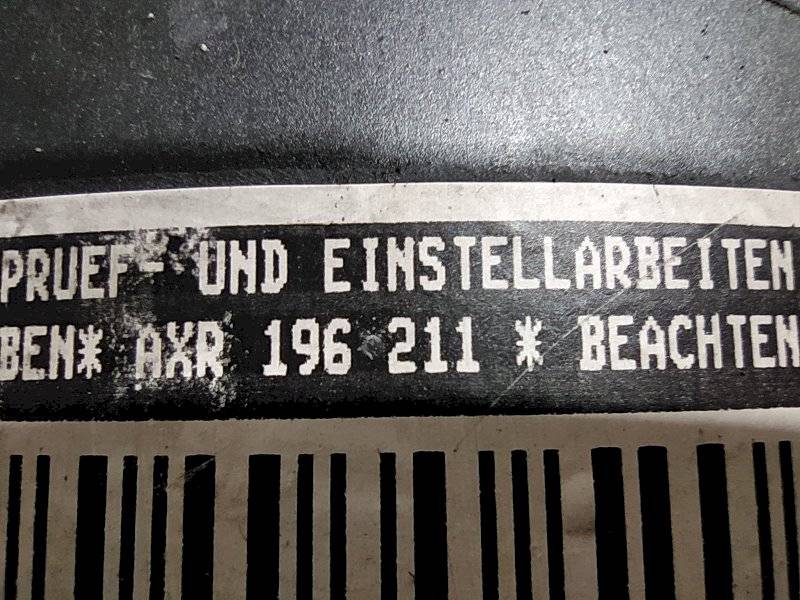 PRUEF- UND EINSTELLARBEITEN
BEN* AXR 196 211 * BEACHTEN